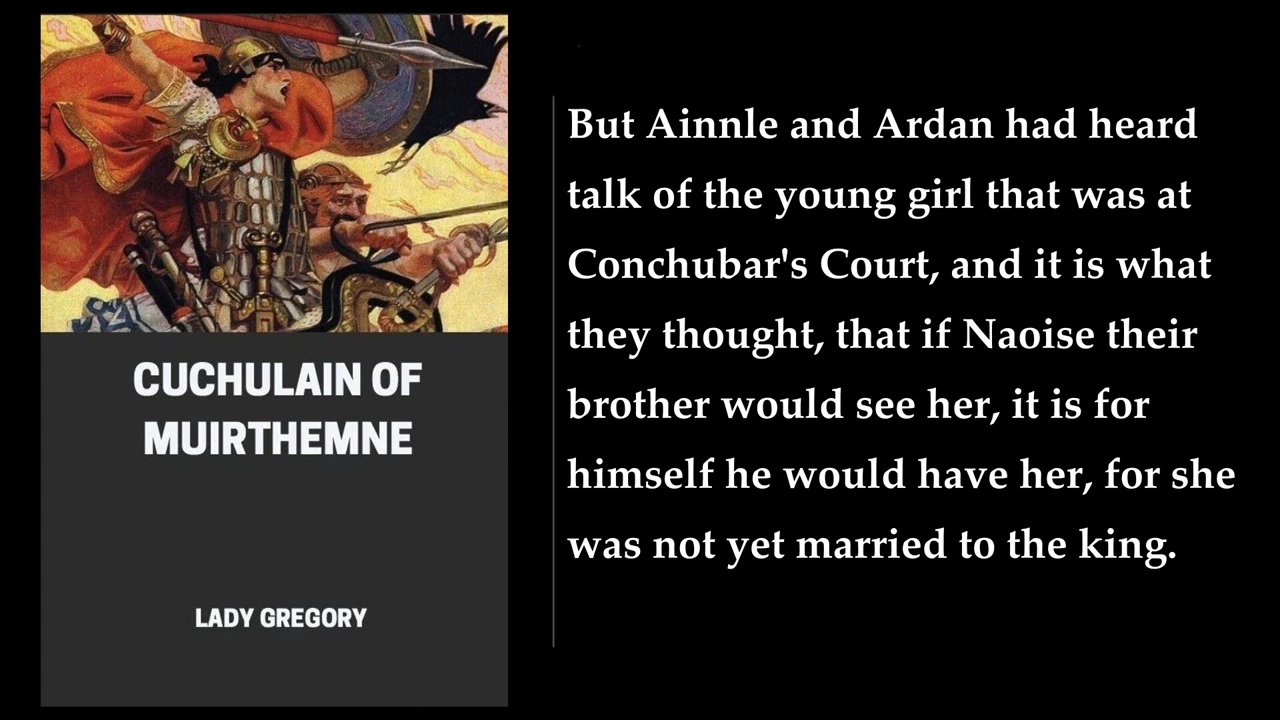 CUCHULAIN OF
MUIRTHEMNE
LADY GREGORY
But Ainnle and Ardan had heard
talk of the young girl that was at
Conchubar's Court, and it is what
they thought, that if Naoise their
brother would see her, it is for
himself he would have her, for she
was not yet married to the king.